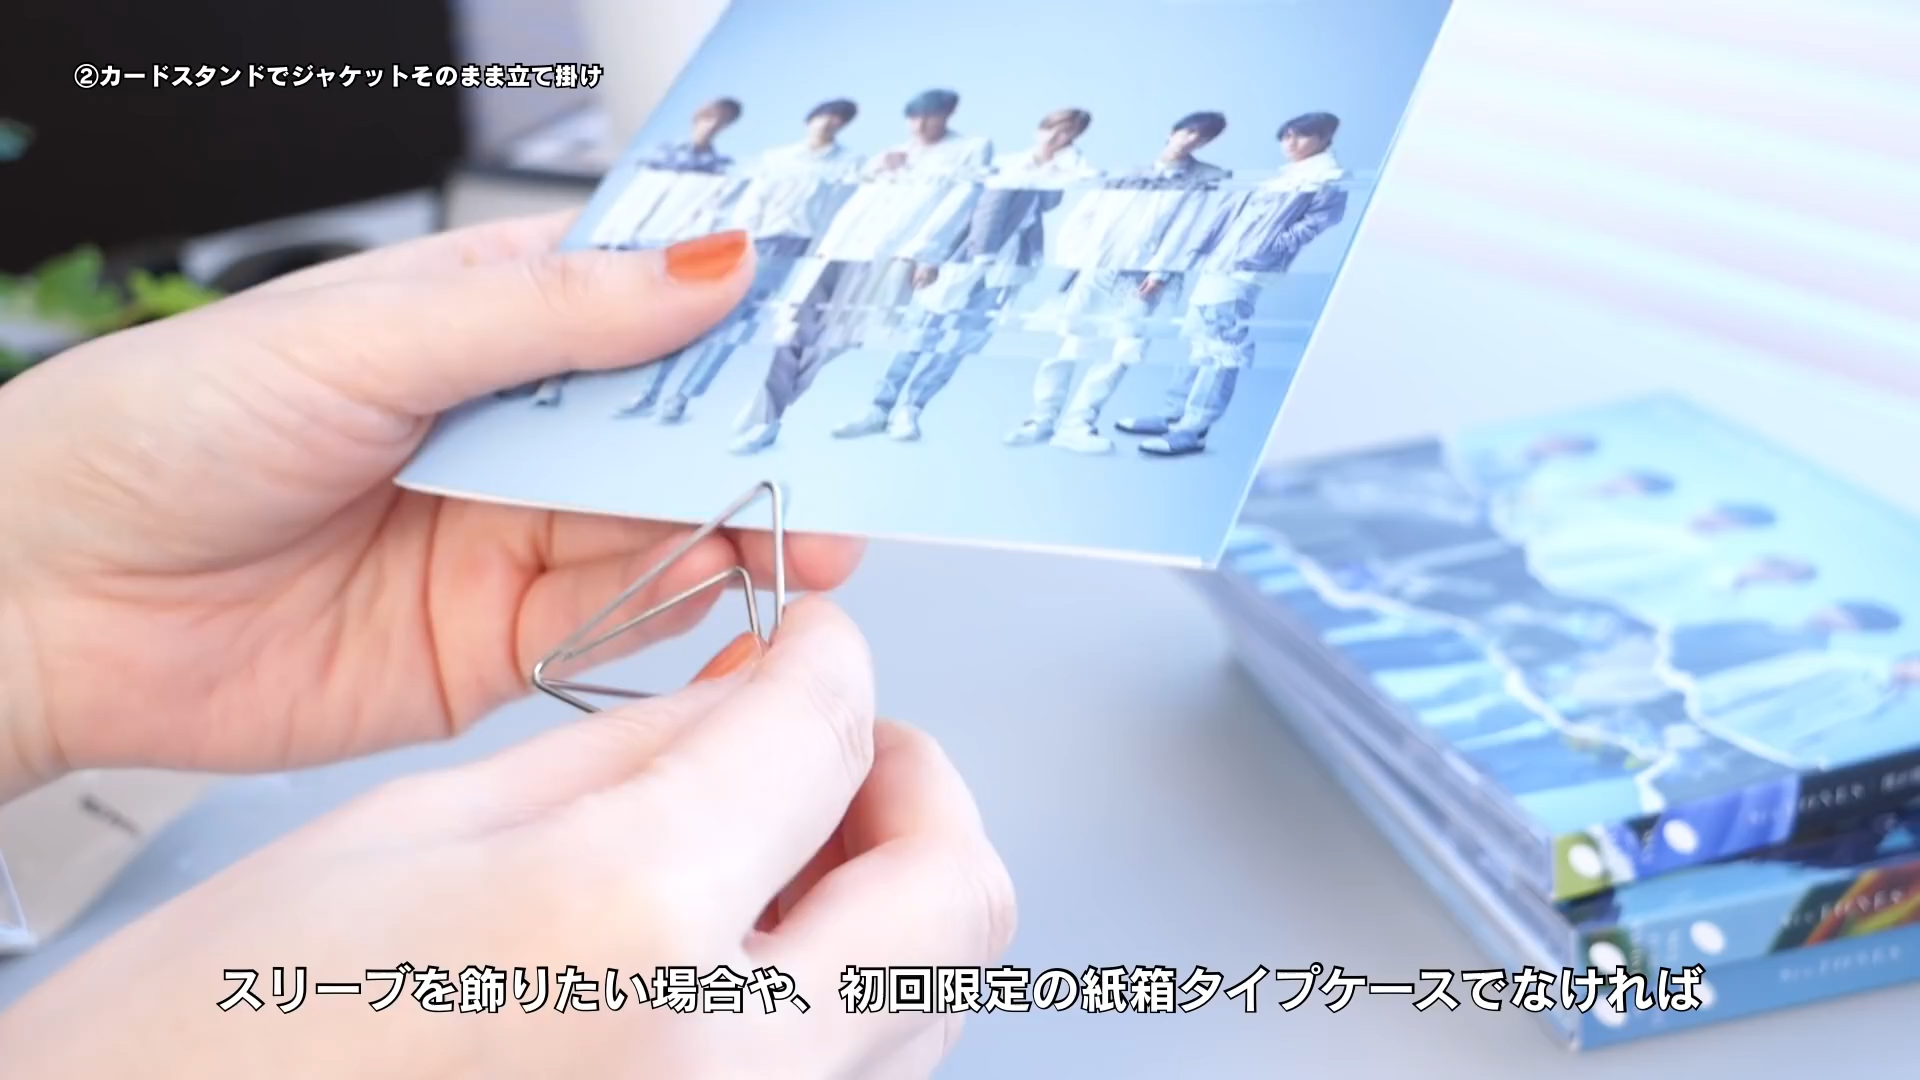 ②カードスタンドでジャケットそのまま立て掛け
スリーブを飾りたい場合や、初回限定の紙箱タイプケースでなければ